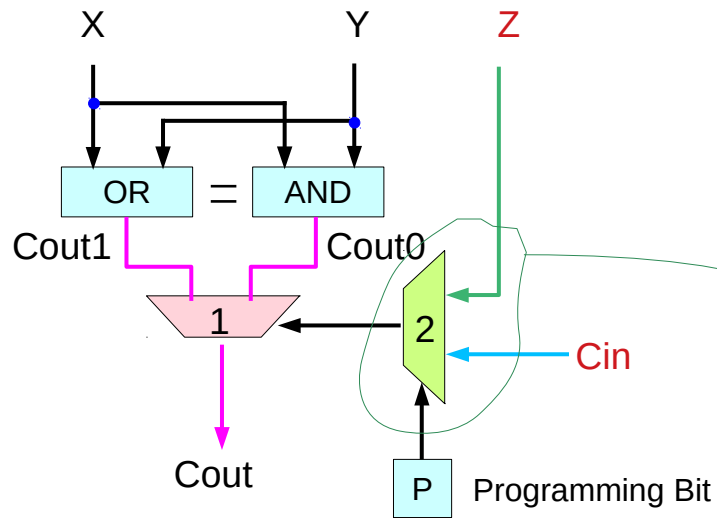 X Y Z
OR = AND
Cout1 Cout0
1 2
Cin
Cout
P Programming Bit